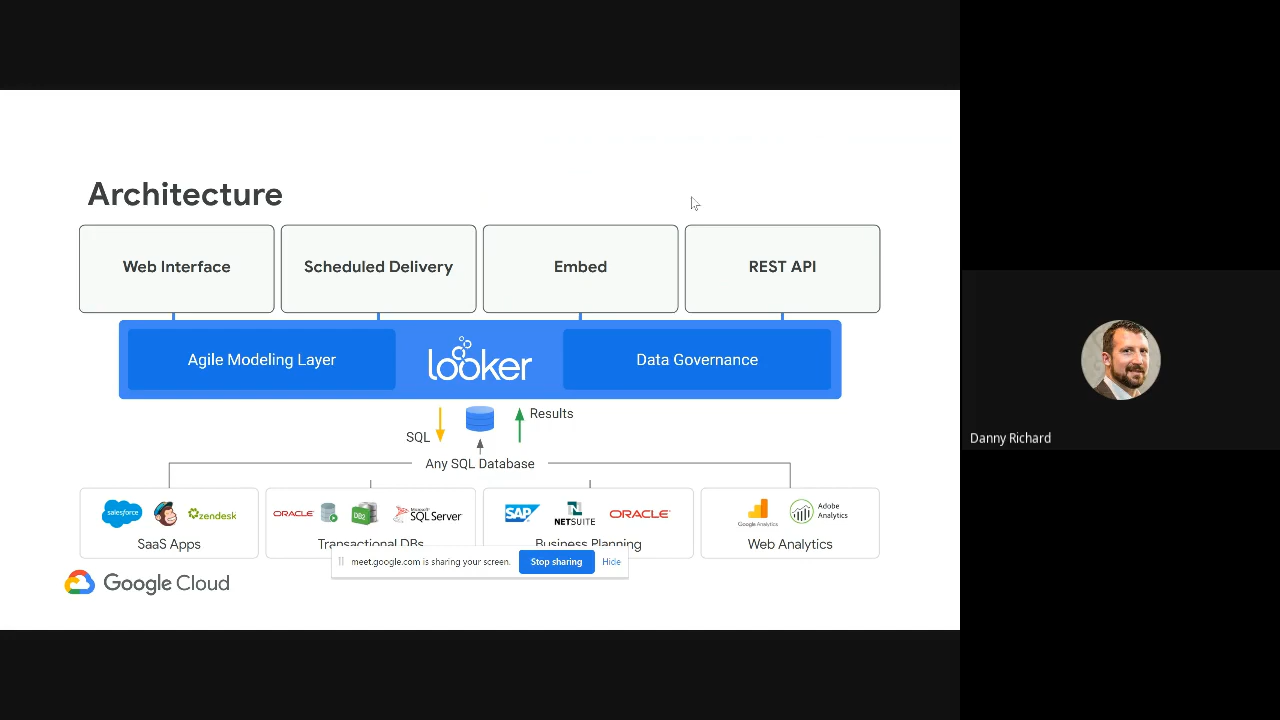 Architecture
Web Interface
Scheduled Delivery
Embed
REST API
Agile Modeling Layer
looker
Data Governance
SQL
Results
Any SQL Database
salesforce
zendesk
ORACLE
DB2
Microsoft
SQL Server
SAP
NETSUITE
ORACLE
Google Analytics
Adobe
Analytics
SaaS Apps
Transactional DBs
Business Planning
Web Analytics
meet.google.com is sharing your screen.
Stop sharing
Hide
Google Cloud
Danny Richard